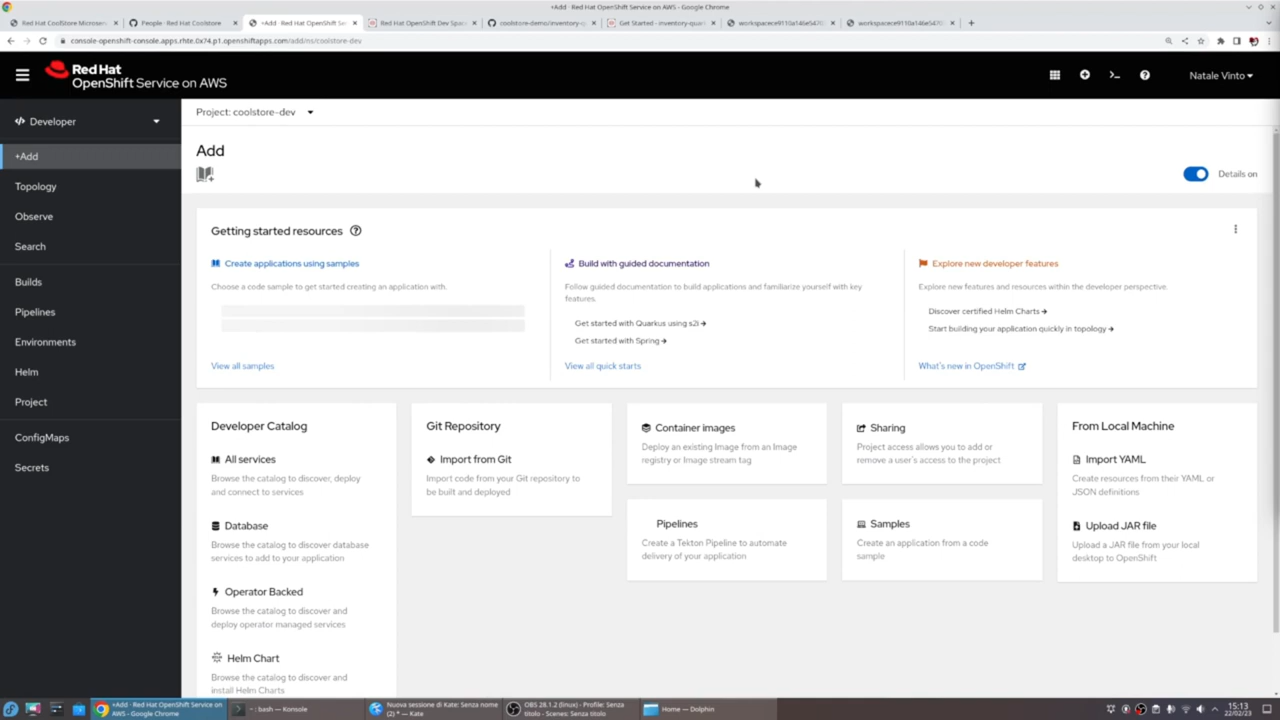 +Add · Red Hat OpenShift Service on AWS - Google Chrome
Red Hat CoolStore Microserv
People · Red Hat Coolstore
+Add · Red Hat OpenShift Se
Red Hat OpenShift Dev Spac
coolstore-demo/inventory-q
Get Started - inventory-quar
workspacece9110a146e5470
workspacece9110a146e5470
console-openshift-console.apps.rhte.0x74.p1.openshiftapps.com/add/ns/coolstore-dev
Red Hat
OpenShift Service on AWS
Natale Vinto
Developer
+Add
Topology
Observe
Search
Builds
Pipelines
Environments
Helm
Project
ConfigMaps
Secrets
Project: coolstore-dev
Add
Details on
Getting started resources
Create applications using samples
Choose a code sample to get started creating an application with.
View all samples
Build with guided documentation
Follow guided documentation to build applications and familiarize yourself with key
features.
Get started with Quarkus using s2i
Get started with Spring
View all quick starts
Explore new developer features
Explore new features and resources within the developer perspective.
Discover certified Helm Charts
Start building your application quickly in topology
What's new in OpenShift
Developer Catalog
All services
Browse the catalog to discover, deploy
and connect to services
Database
Browse the catalog to discover database
services to add to your application
Operator Backed
Browse the catalog to discover and
deploy operator managed services
Helm Chart
Browse the catalog to discover and
install Helm Charts
Git Repository
Import from Git
Import code from your Git repository to
be built and deployed
Container images
Deploy an existing Image from an Image
registry or Image stream tag
Pipelines
Create a Tekton Pipeline to automate
delivery of your application
Sharing
Project access allows you to add or
remove a user's access to the project
Samples
Create an application from a code
sample
From Local Machine
Import YAML
Create resources from their YAML or
JSON definitions
Upload JAR file
Upload a JAR file from your local
desktop to OpenShift
+Add · Red Hat OpenShift Service on
AWS - Google Chrome
~ : bash — Konsole
Nuova sessione di Kate: Senza nome
(2) * — Kate
OBS 28.1.2 (linux) - Profile: Senza
titolo - Scenes: Senza titolo
Home — Dolphin
15:13
22/02/23